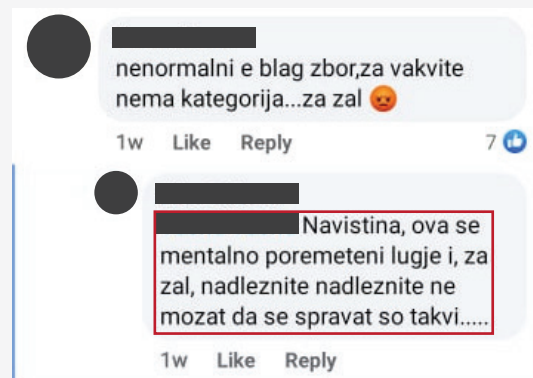 nenormalni e blag zbor,za vakvite
nema kategorija...za zal 😡
1w Like Reply 7
Navistina, ova se
mentalno poremeteni lugje i, za
zal, nadleznite nadleznite ne
mozat da se spravat so takvi.....
1w Like Reply